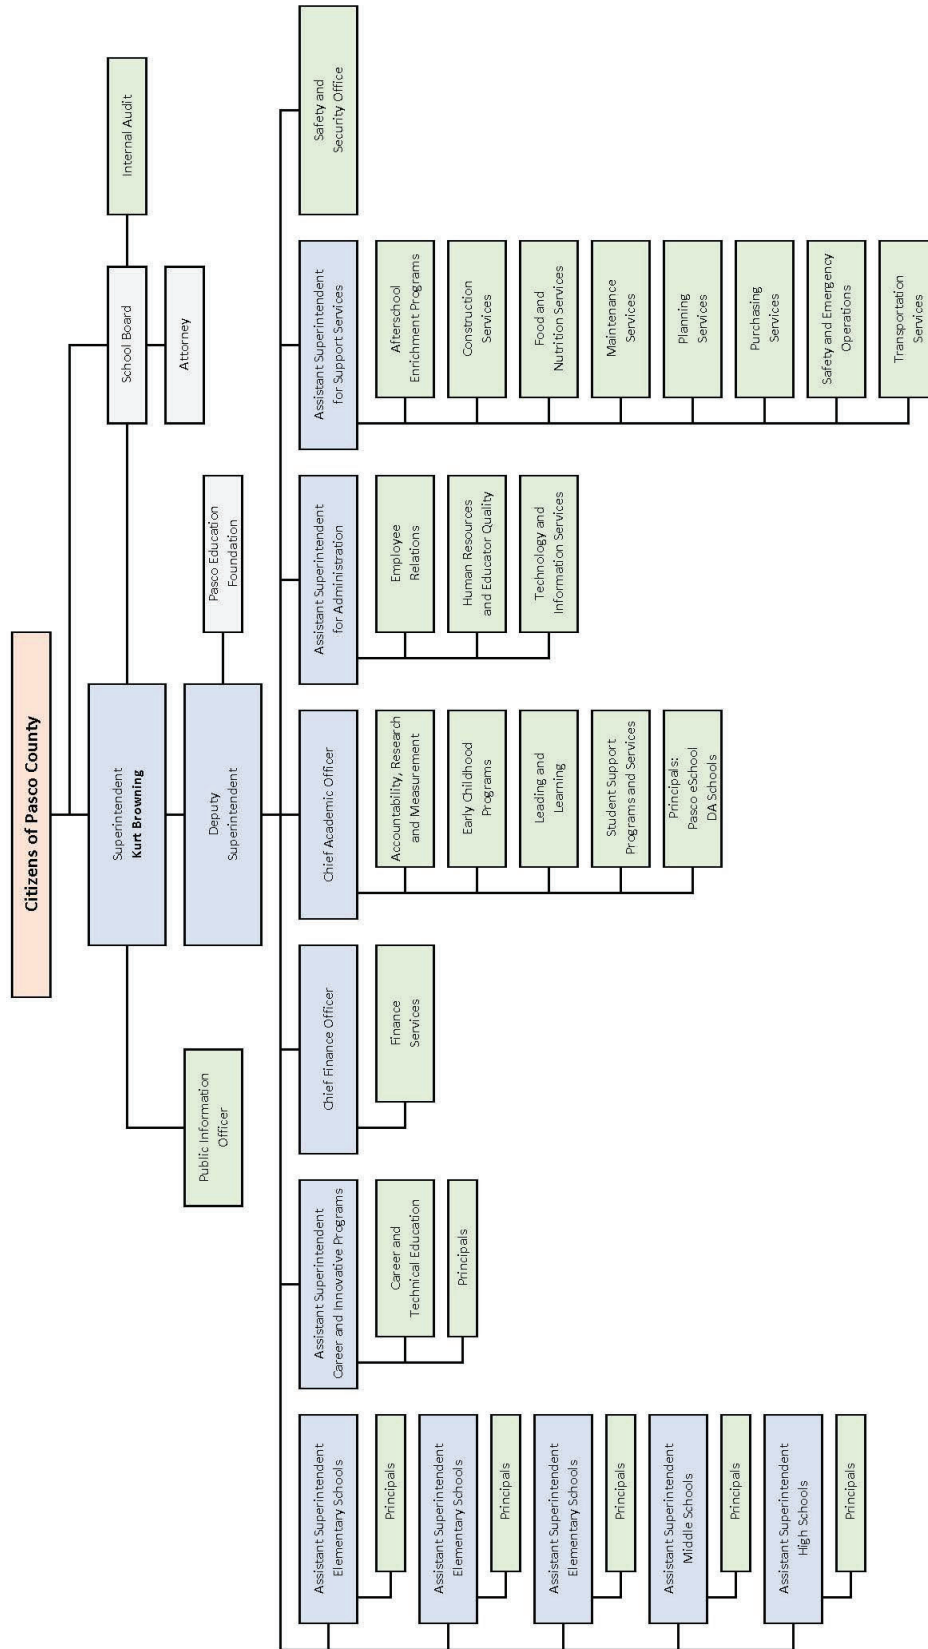 Citizens of Pasco County
Superintendent
Kurt Browning
School Board
Internal Audit
Attorney
Public Information
Officer
Deputy
Superintendent
Pasco Education
Foundation
Assistant Superintendent
Elementary Schools
Principals
Assistant Superintendent
Elementary Schools
Principals
Assistant Superintendent
Elementary Schools
Principals
Assistant Superintendent
Middle Schools
Principals
Assistant Superintendent
High Schools
Principals
Assistant Superintendent
Career and Innovative Programs
Career and
Technical Education
Principals
Chief Finance Officer
Finance
Services
Chief Academic Officer
Accountability, Research
and Measurement
Early Childhood
Programs
Leading and
Learning
Student Support
Programs and Services
Principals:
Pasco eSchool
DA Schools
Assistant Superintendent
for Administration
Employee
Relations
Human Resources
and Educator Quality
Technology and
Information Services
Assistant Superintendent
for Support Services
Afterschool
Enrichment Programs
Construction
Services
Food and
Nutrition Services
Maintenance
Services
Planning
Services
Purchasing
Services
Safety and Emergency
Operations
Transportation
Services
Safety and
Security Office